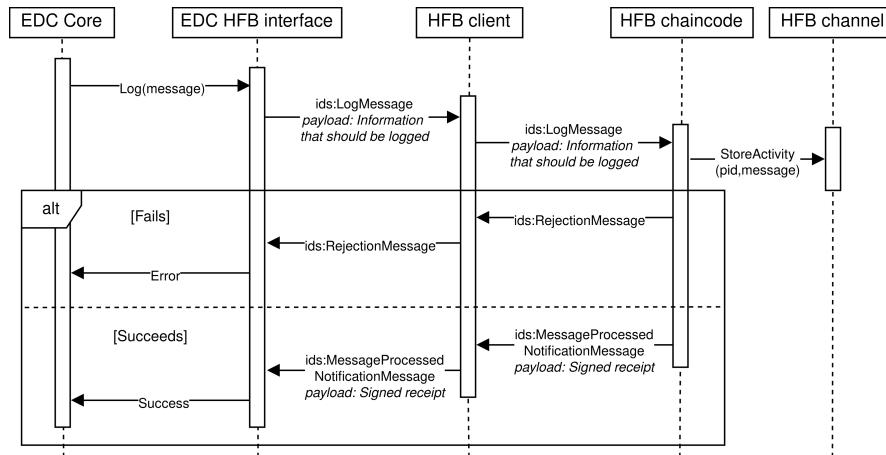 EDC Core
EDC HFB interface
HFB client
HFB chaincode
HFB channel
Log(message)
ids:LogMessage
payload: Information
that should be logged
ids:LogMessage
payload: Information
that should be logged
StoreActivity
(pid,message)
alt
[Fails]
ids:RejectionMessage
ids:RejectionMessage
Error
[Succeeds]
ids:MessageProcessed
NotificationMessage
payload: Signed receipt
ids:MessageProcessed
NotificationMessage
payload: Signed receipt
Success